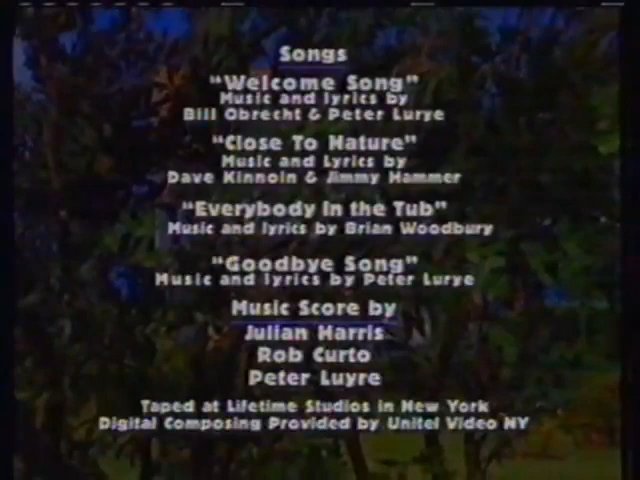 Songs
"Welcome Song"
Music and lyrics by
Bill Obrecht & Peter Lurye
"Close To Nature"
Music and Lyrics by
Dave Kinnoin & Jimmy Hammer
"Everybody In the Tub"
Music and lyrics by Brian Woodbury
"Goodbye Song"
Music and lyrics by Peter Lurye
Music Score by
Julian Harris
Rob Curto
Peter Luyre
Taped at Lifetime Studios in New York
Digital Composing Provided by Unitel Video NY